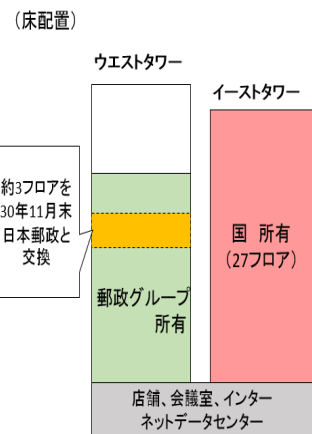 (床配置)
ウエストタワー
イーストタワー
約3フロアを
30年11月末
日本郵政と
交換
国 所有
(27フロア)
郵政グループ
所有
店舗、会議室、インター
ネットデータセンター